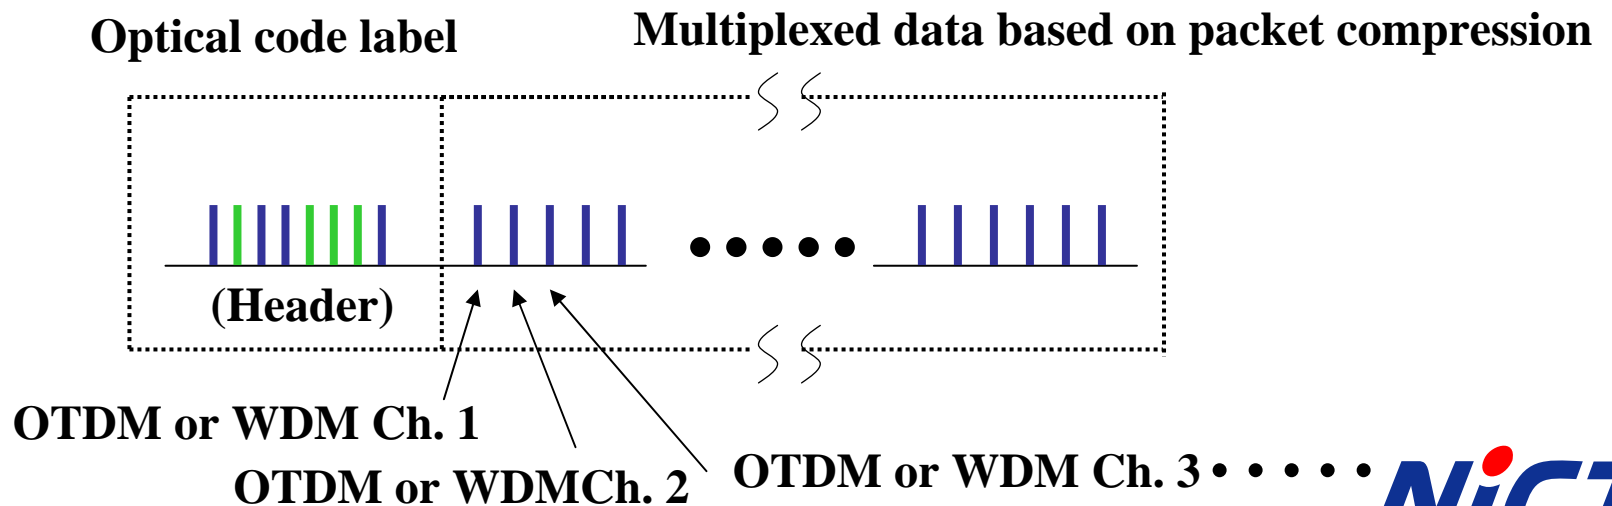 Optical code label
Multiplexed data based on packet compression
(Header)
OTDM or WDM Ch. 1
OTDM or WDMCh. 2
OTDM or WDM Ch. 3 • • • • •
NiCT